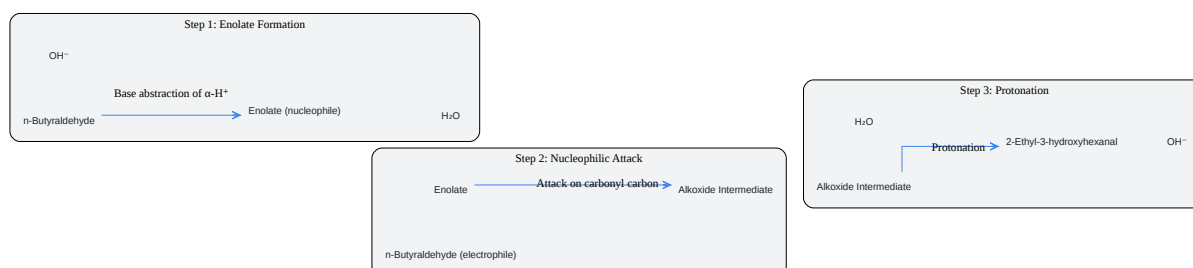 Step 1: Enolate Formation
OH⁻
Base abstraction of α-H⁺
n-Butyraldehyde
Enolate (nucleophile)
H₂O
Step 2: Nucleophilic Attack
Enolate
Attack on carbonyl carbon
Alkoxide Intermediate
n-Butyraldehyde (electrophile)
Step 3: Protonation
H₂O
Protonation
2-Ethyl-3-hydroxyhexanal
OH⁻
Alkoxide Intermediate